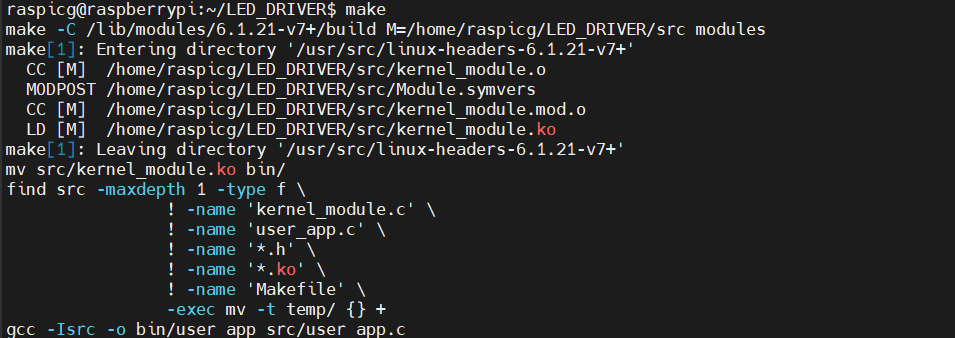 raspicg@raspberrypi:~/LED_DRIVER$ make
make -C /lib/modules/6.1.21-v7+/build M=/home/raspicg/LED_DRIVER/src modules
make[1]: Entering directory '/usr/src/linux-headers-6.1.21-v7+'
  CC [M]  /home/raspicg/LED_DRIVER/src/kernel_module.o
  MODPOST /home/raspicg/LED_DRIVER/src/Module.symvers
  CC [M]  /home/raspicg/LED_DRIVER/src/kernel_module.mod.o
  LD [M]  /home/raspicg/LED_DRIVER/src/kernel_module.ko
make[1]: Leaving directory '/usr/src/linux-headers-6.1.21-v7+'
mv src/kernel_module.ko bin/
find src -maxdepth 1 -type f \
                ! -name 'kernel_module.c' \
                ! -name 'user_app.c' \
                ! -name '*.h' \
                ! -name '*.ko' \
                ! -name 'Makefile' \
                -exec mv -t temp/ {} +
gcc -Isrc -o bin/user_app src/user_app.c